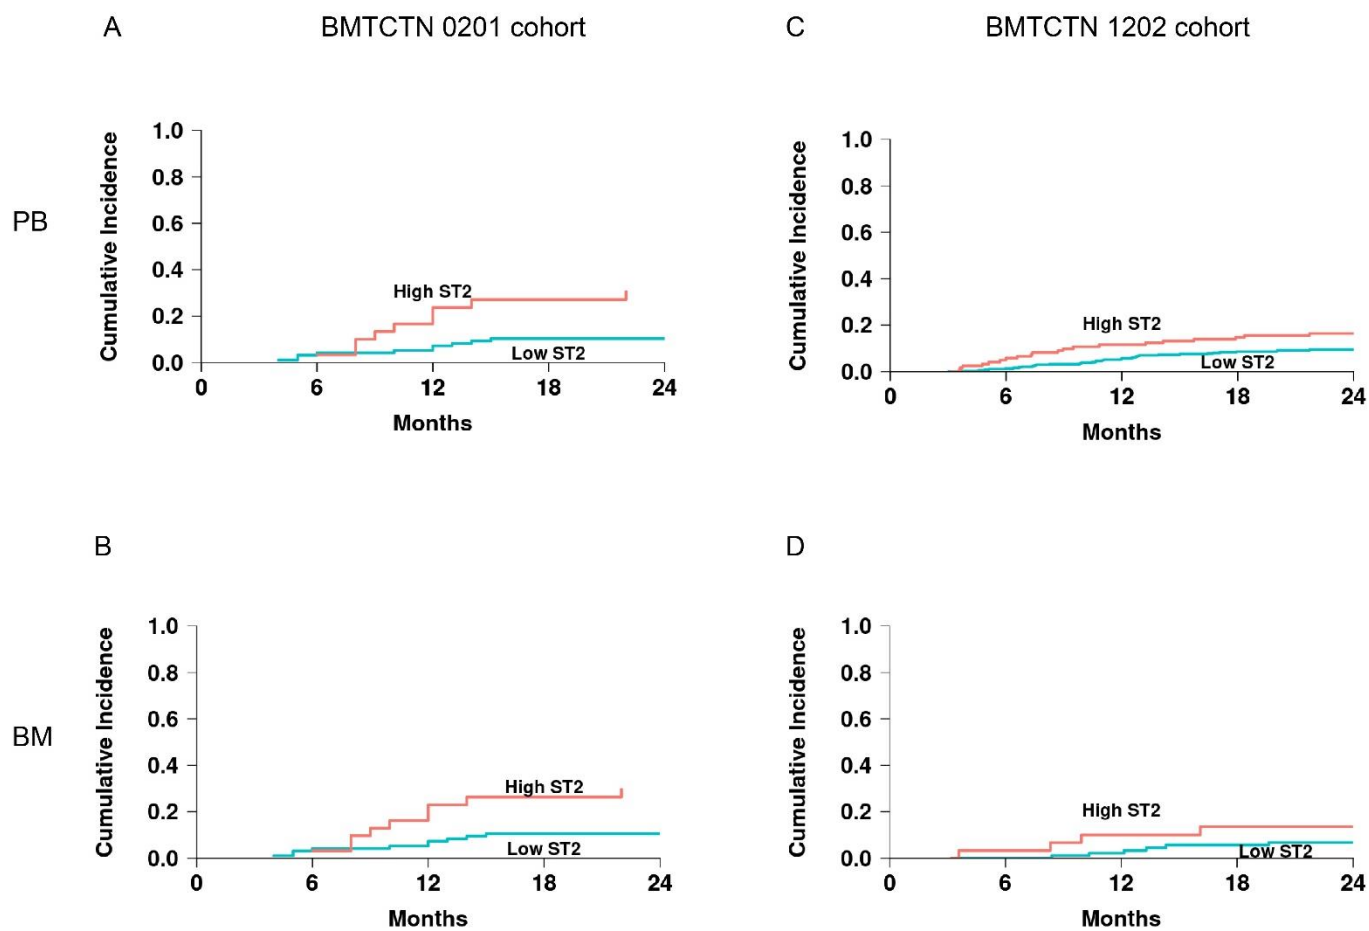 A
BMTCTN 0201 cohort
C
BMTCTN 1202 cohort
PB
Cumulative Incidence
1.0
0.8
0.6
0.4
0.2
0.0
High ST2
Low ST2
0 6 12 18 24
Months
Cumulative Incidence
1.0
0.8
0.6
0.4
0.2
0.0
High ST2
Low ST2
0 6 12 18 24
Months
B
D
BM
Cumulative Incidence
1.0
0.8
0.6
0.4
0.2
0.0
High ST2
Low ST2
0 6 12 18 24
Months
Cumulative Incidence
1.0
0.8
0.6
0.4
0.2
0.0
High ST2
Low ST2
0 6 12 18 24
Months